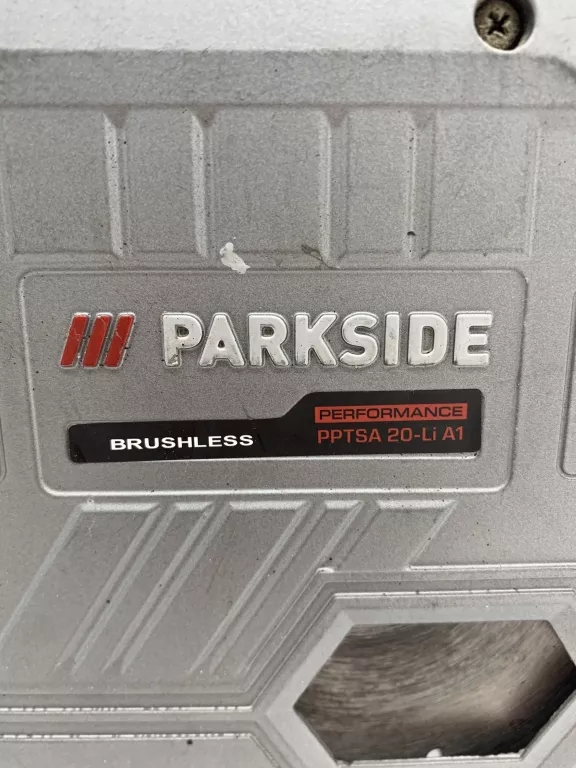 PARKSIDE
PERFORMANCE
BRUSHLESS PPTSA 20-Li A1